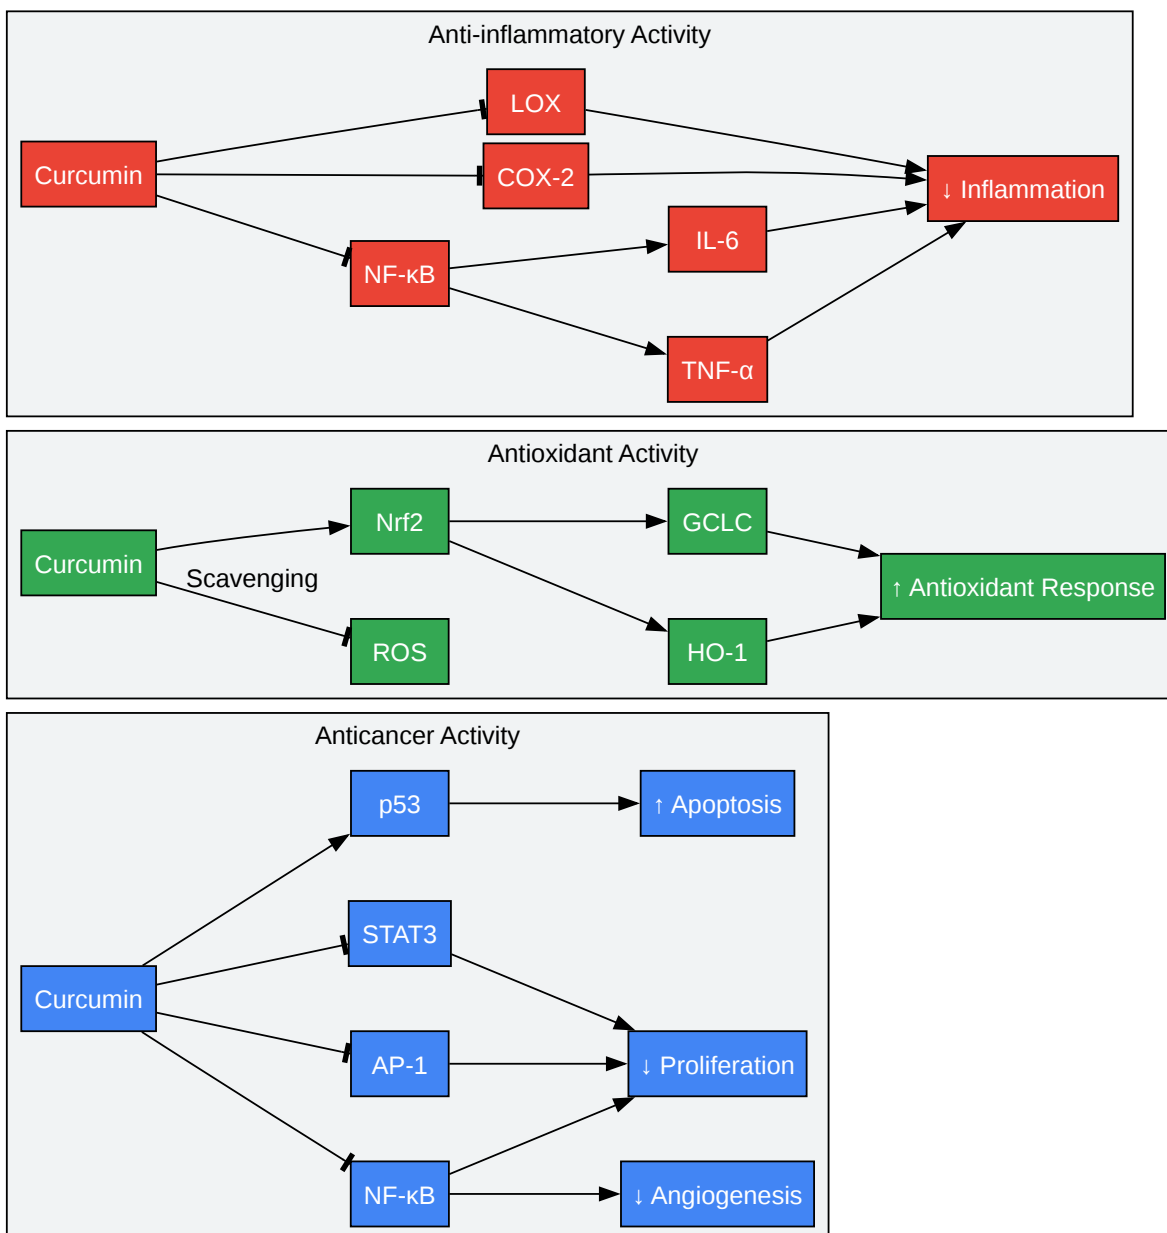 Anti-inflammatory Activity
LOX
Curcumin
COX-2
↓ Inflammation
IL-6
NF-κB
TNF-α
Antioxidant Activity
Nrf2
GCLC
Curcumin
Scavenging
↑ Antioxidant Response
ROS
HO-1
Anticancer Activity
p53
↑ Apoptosis
STAT3
Curcumin
AP-1
↓ Proliferation
NF-κB
↓ Angiogenesis